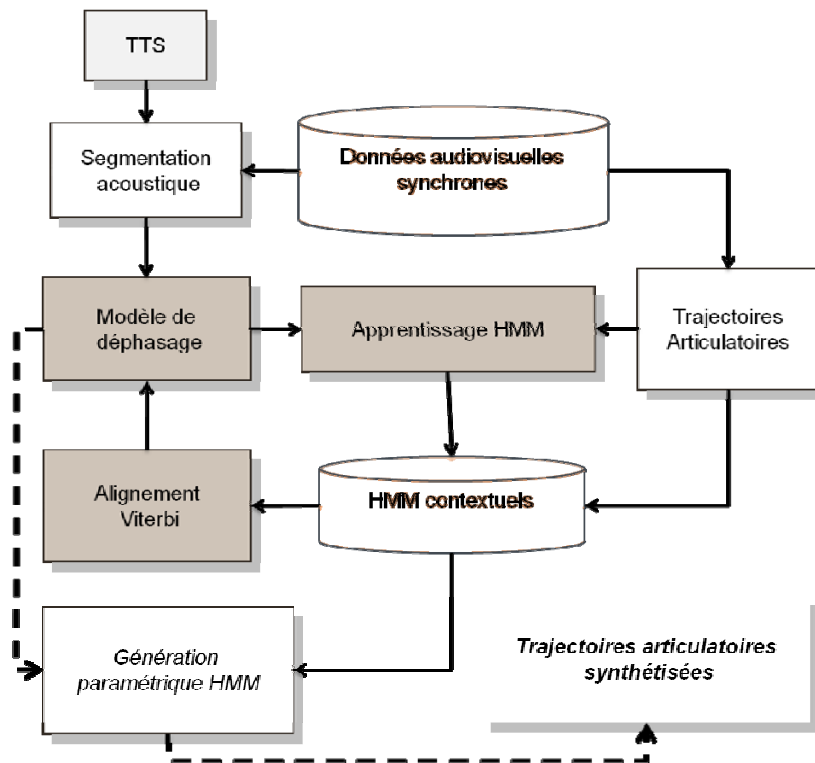 TTS
Segmentation
acoustique
Données audiovisuelles
synchrones
Modèle de
déphasage
Apprentissage HMM
Trajectoires
Articulatoires
Alignement
Viterbi
HMM contextuels
Génération
paramétrique HMM
Trajectoires articulatoires
synthétisées